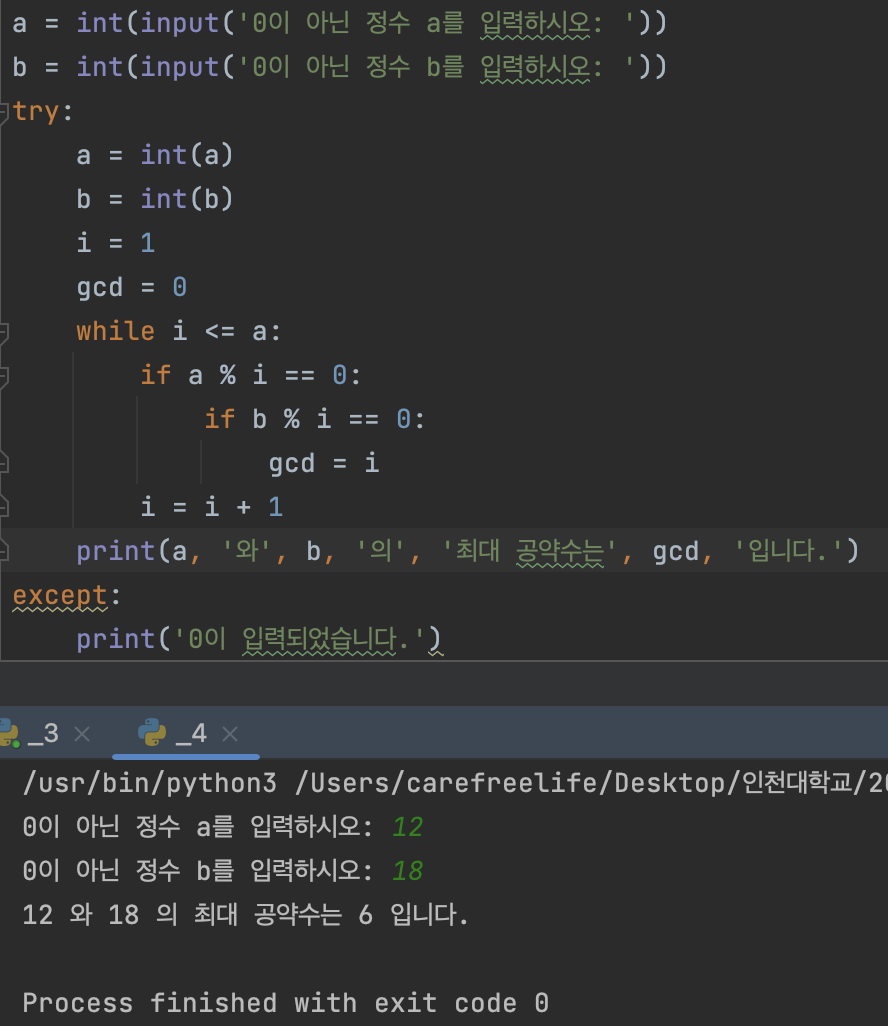 a = int(input('0이 아닌 정수 a를 입력하시오: '))
b = int(input('0이 아닌 정수 b를 입력하시오: '))
try:
    a = int(a)
    b = int(b)
    i = 1
    gcd = 0
    while i <= a:
        if a % i == 0:
            if b % i == 0:
                gcd = i
        i = i + 1
    print(a, '와', b, '의', '최대 공약수는', gcd, '입니다.')
except:
    print('0이 입력되었습니다.')
_3 × _4 ×
/usr/bin/python3 /Users/carefreelife/Desktop/인천대학교/20
0이 아닌 정수 a를 입력하시오: 12
0이 아닌 정수 b를 입력하시오: 18
12 와 18 의 최대 공약수는 6 입니다.
Process finished with exit code 0